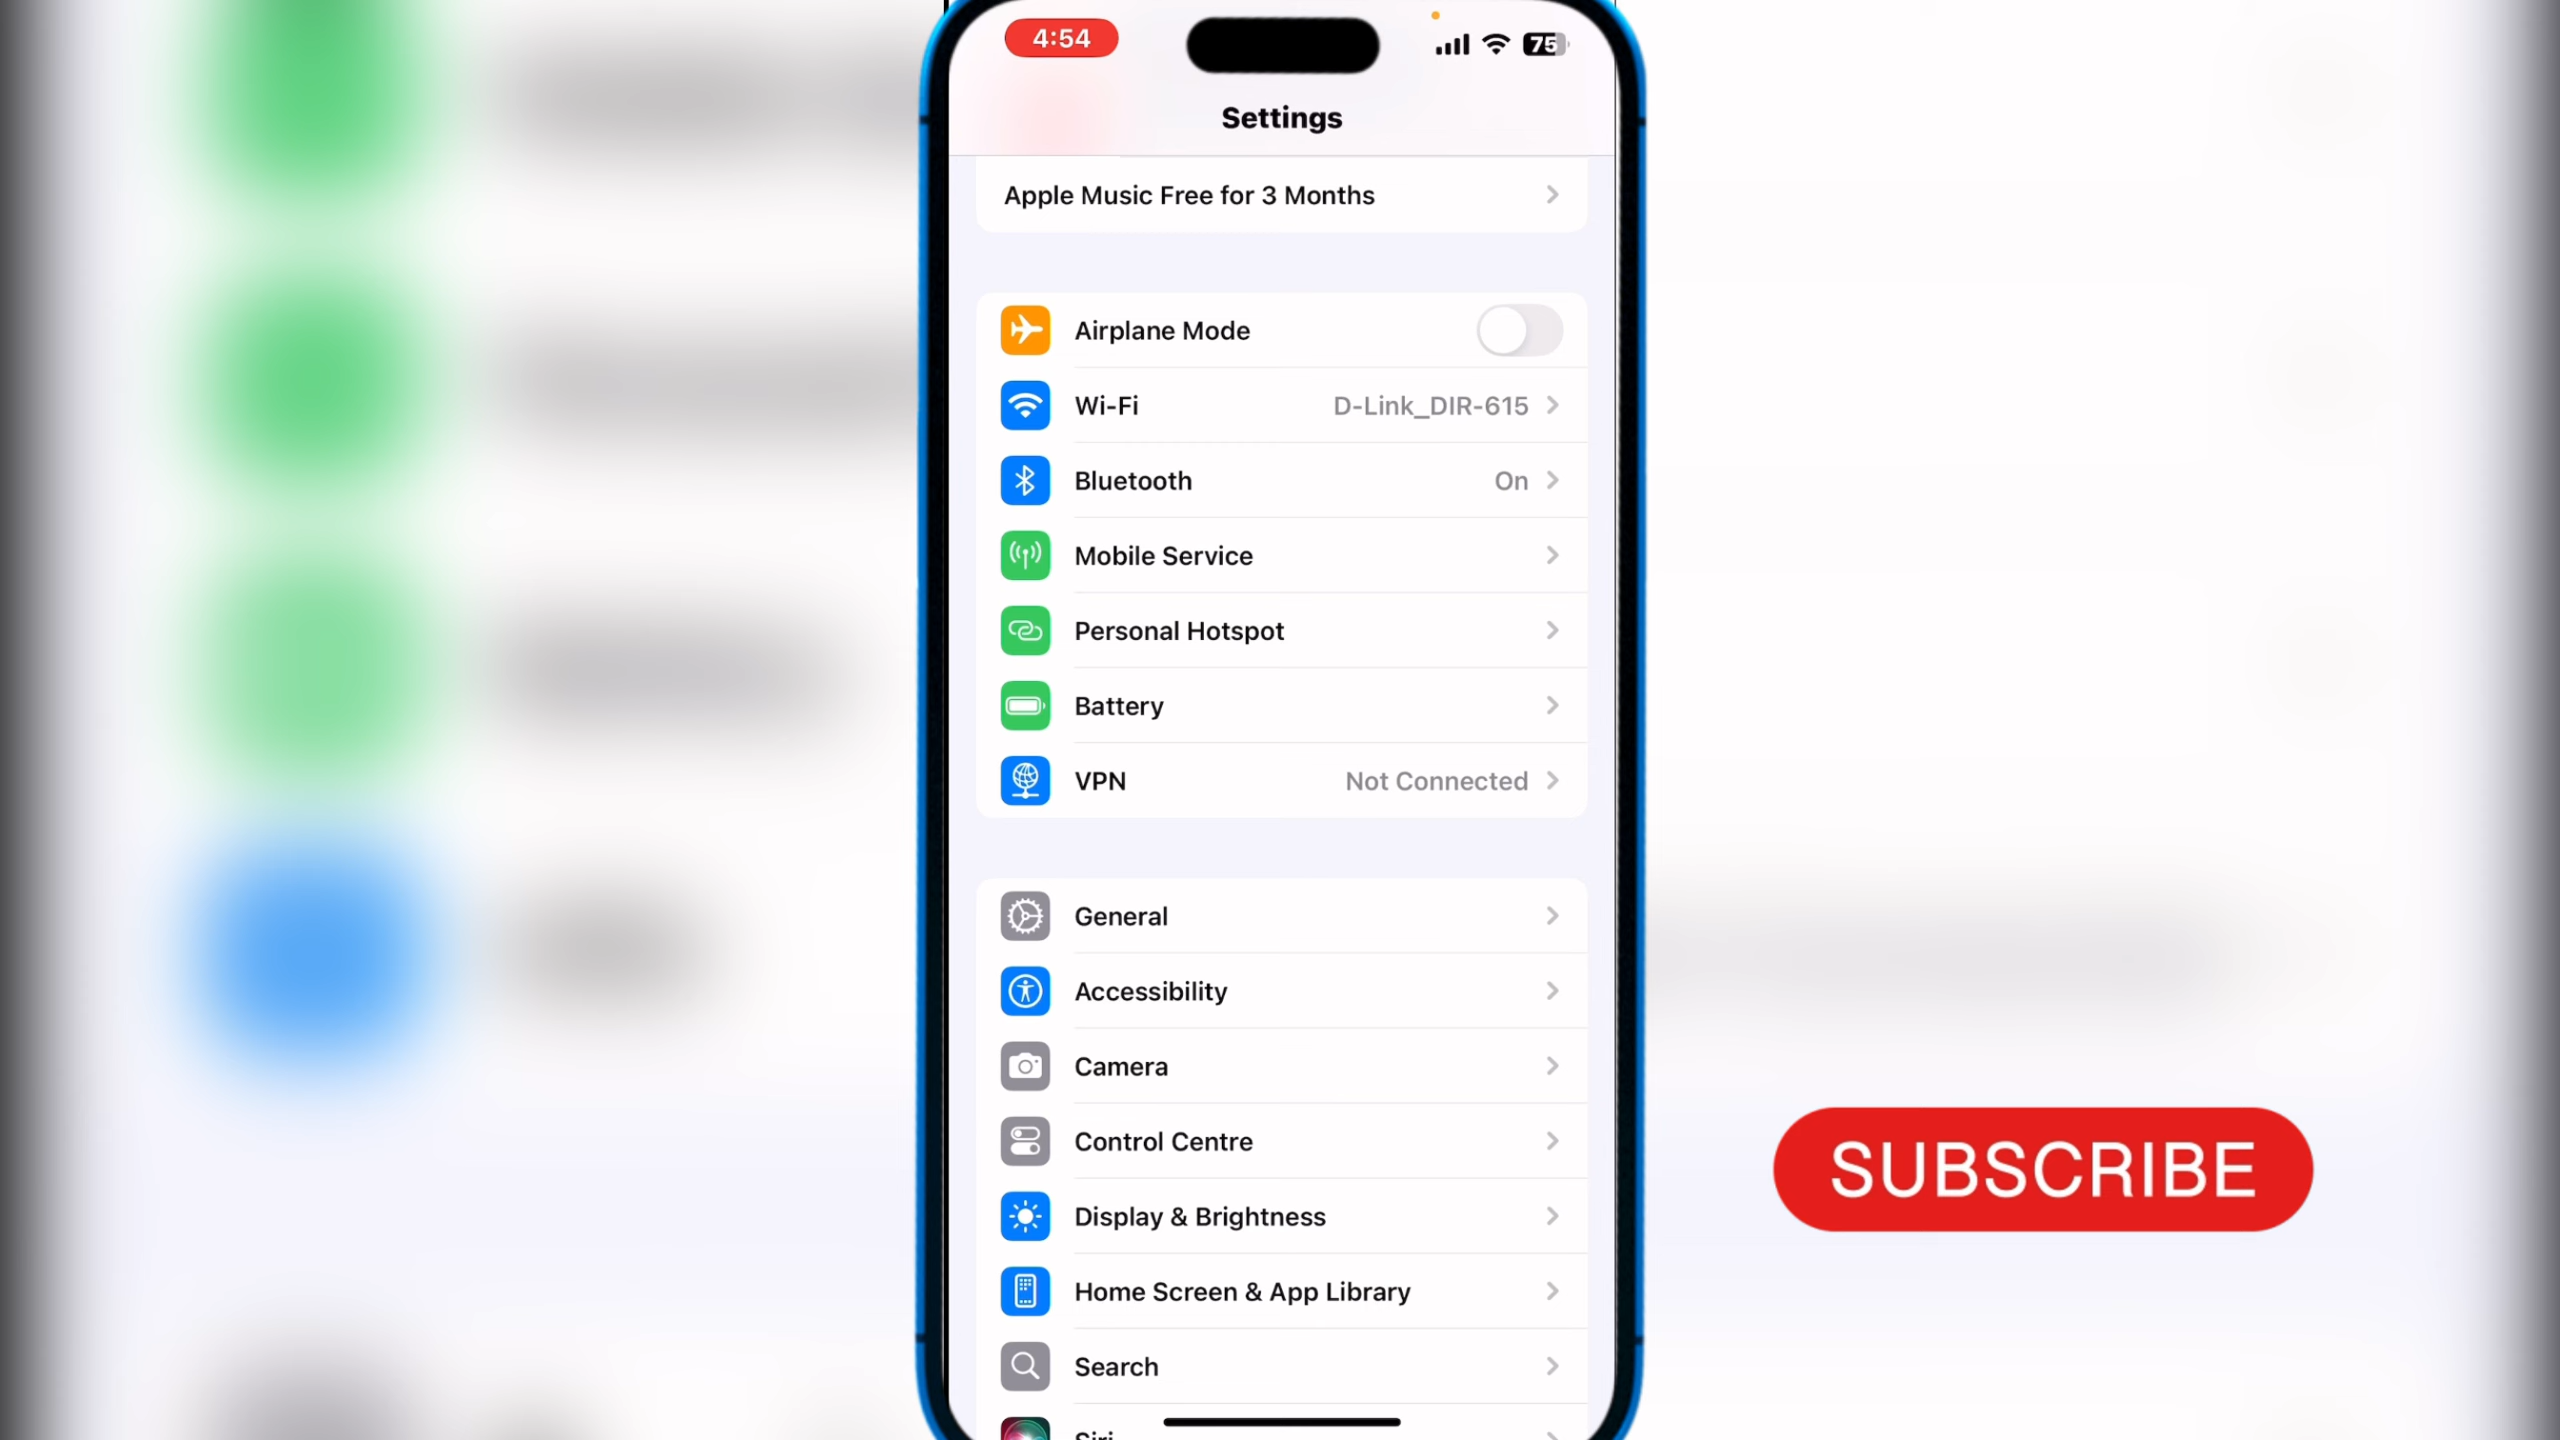 4:54
75
Settings
Apple Music Free for 3 Months
Airplane Mode
Wi-Fi D-Link_DIR-615
Bluetooth On
Mobile Service
Personal Hotspot
Battery
VPN Not Connected
General
Accessibility
Camera
Control Centre
SUBSCRIBE
Display & Brightness
Home Screen & App Library
Search
Siri